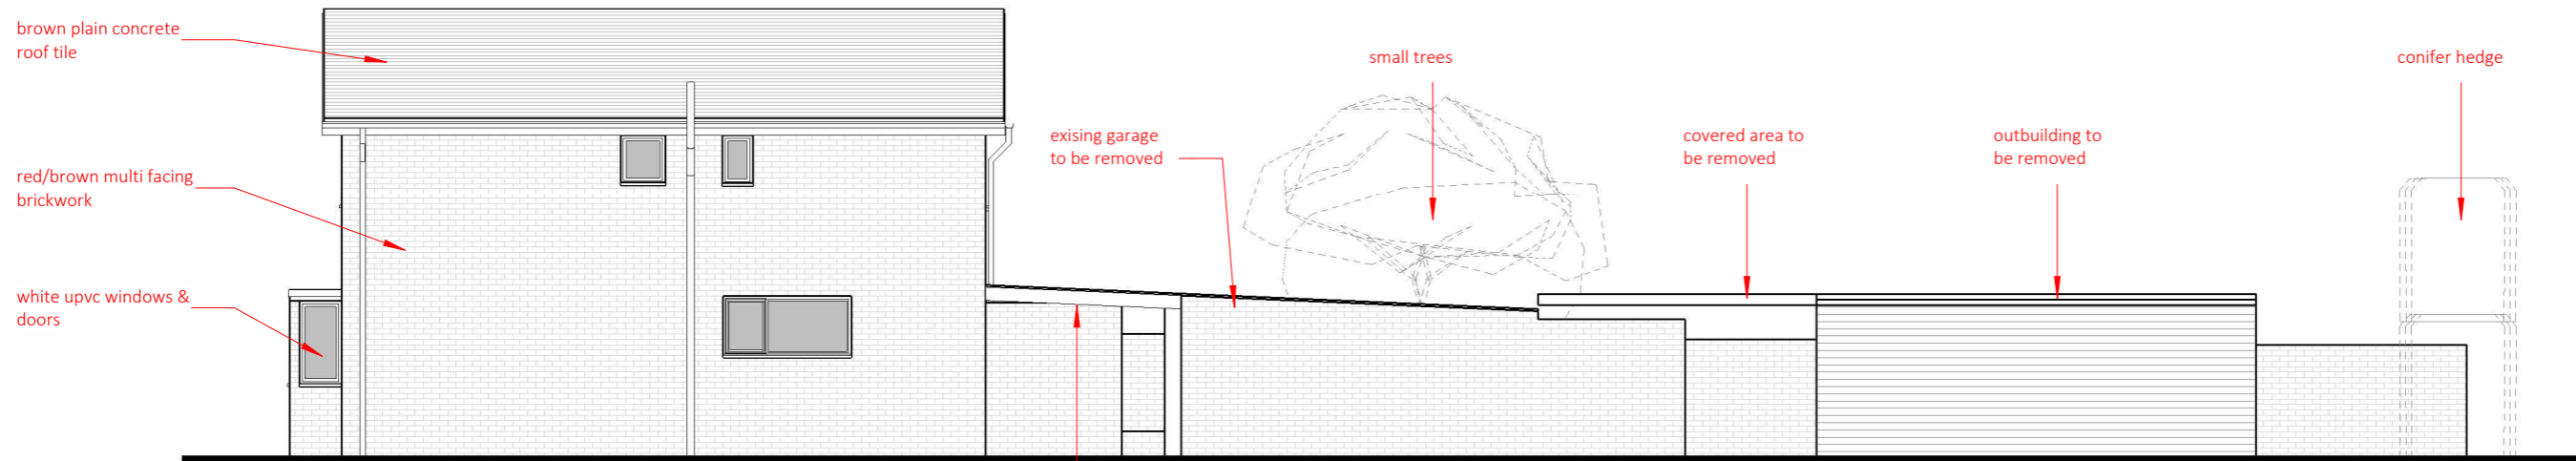 brown plain concrete
roof tile
red/brown multi facing
brickwork
white upvc windows &
doors
exising garage
to be removed
small trees
covered area to
be removed
outbuilding to
be removed
conifer hedge